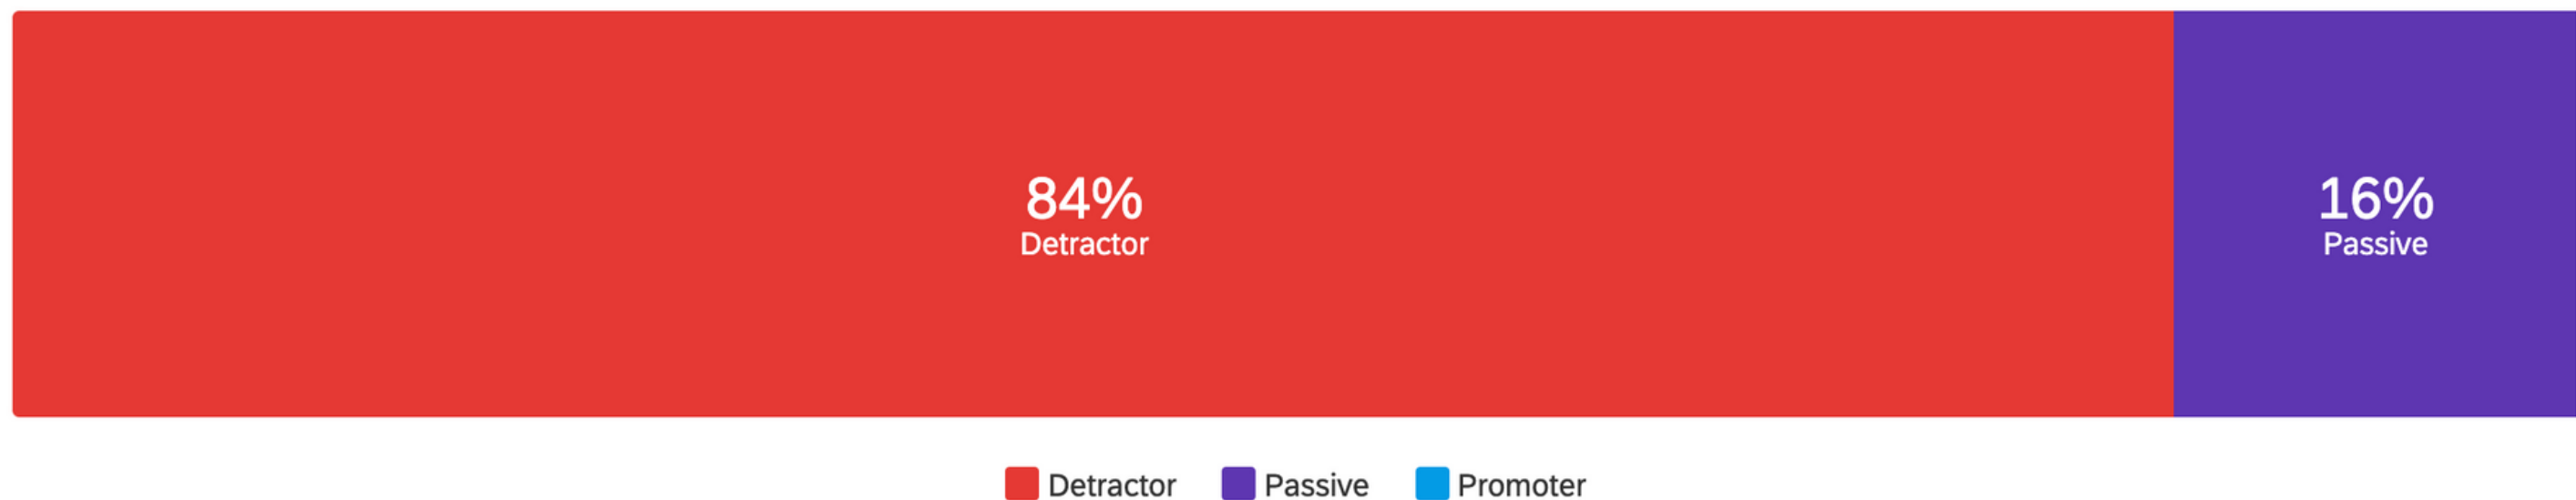 84%
Detractor
16%
Passive
Detractor
Passive
Promoter